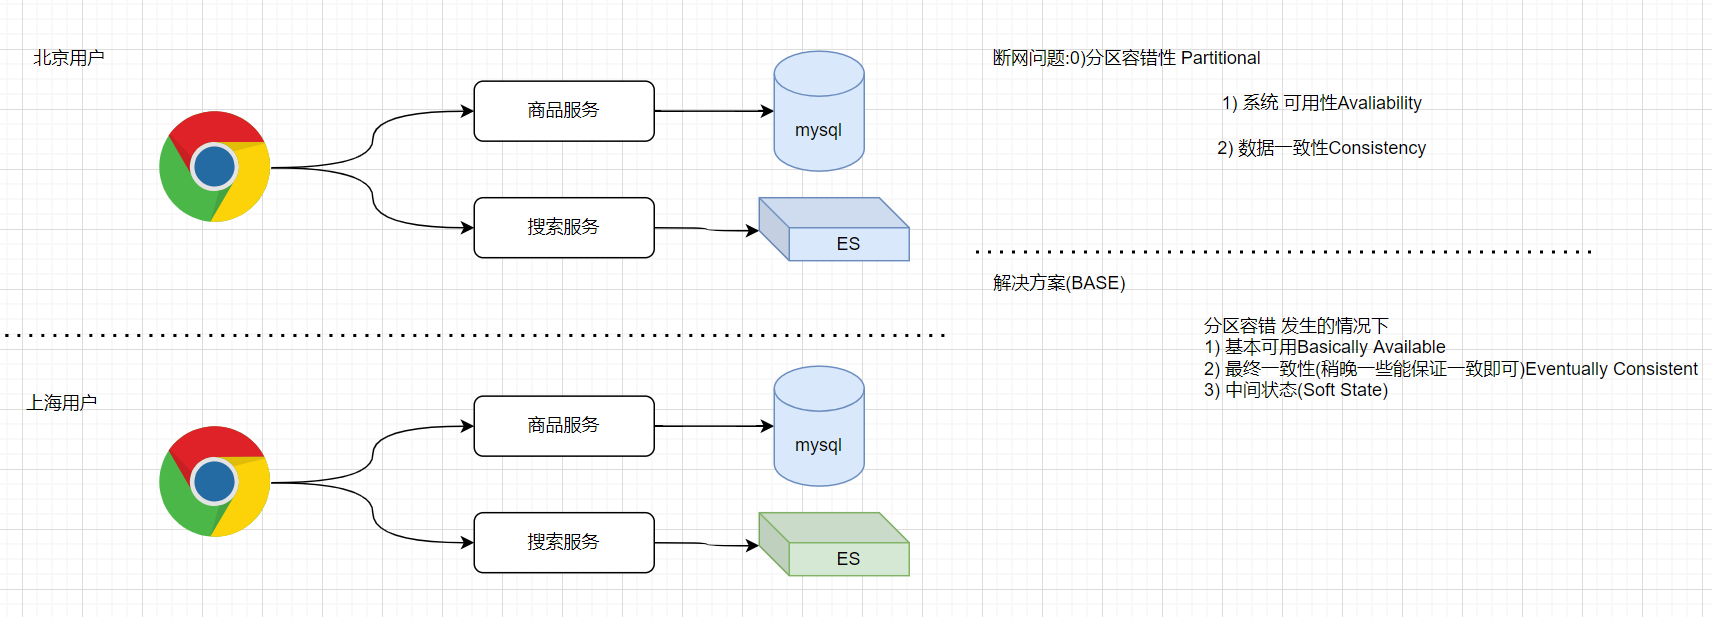 北京用户
商品服务
mysql
搜索服务
ES
上海用户
商品服务
mysql
搜索服务
ES
断网问题:0)分区容错性 Partitional
1) 系统 可用性Avaliability
2) 数据一致性Consistency
解决方案(BASE)
分区容错 发生的情况下
1) 基本可用Basically Available
2) 最终一致性(稍晚一些能保证一致即可)Eventually Consistent
3) 中间状态(Soft State)